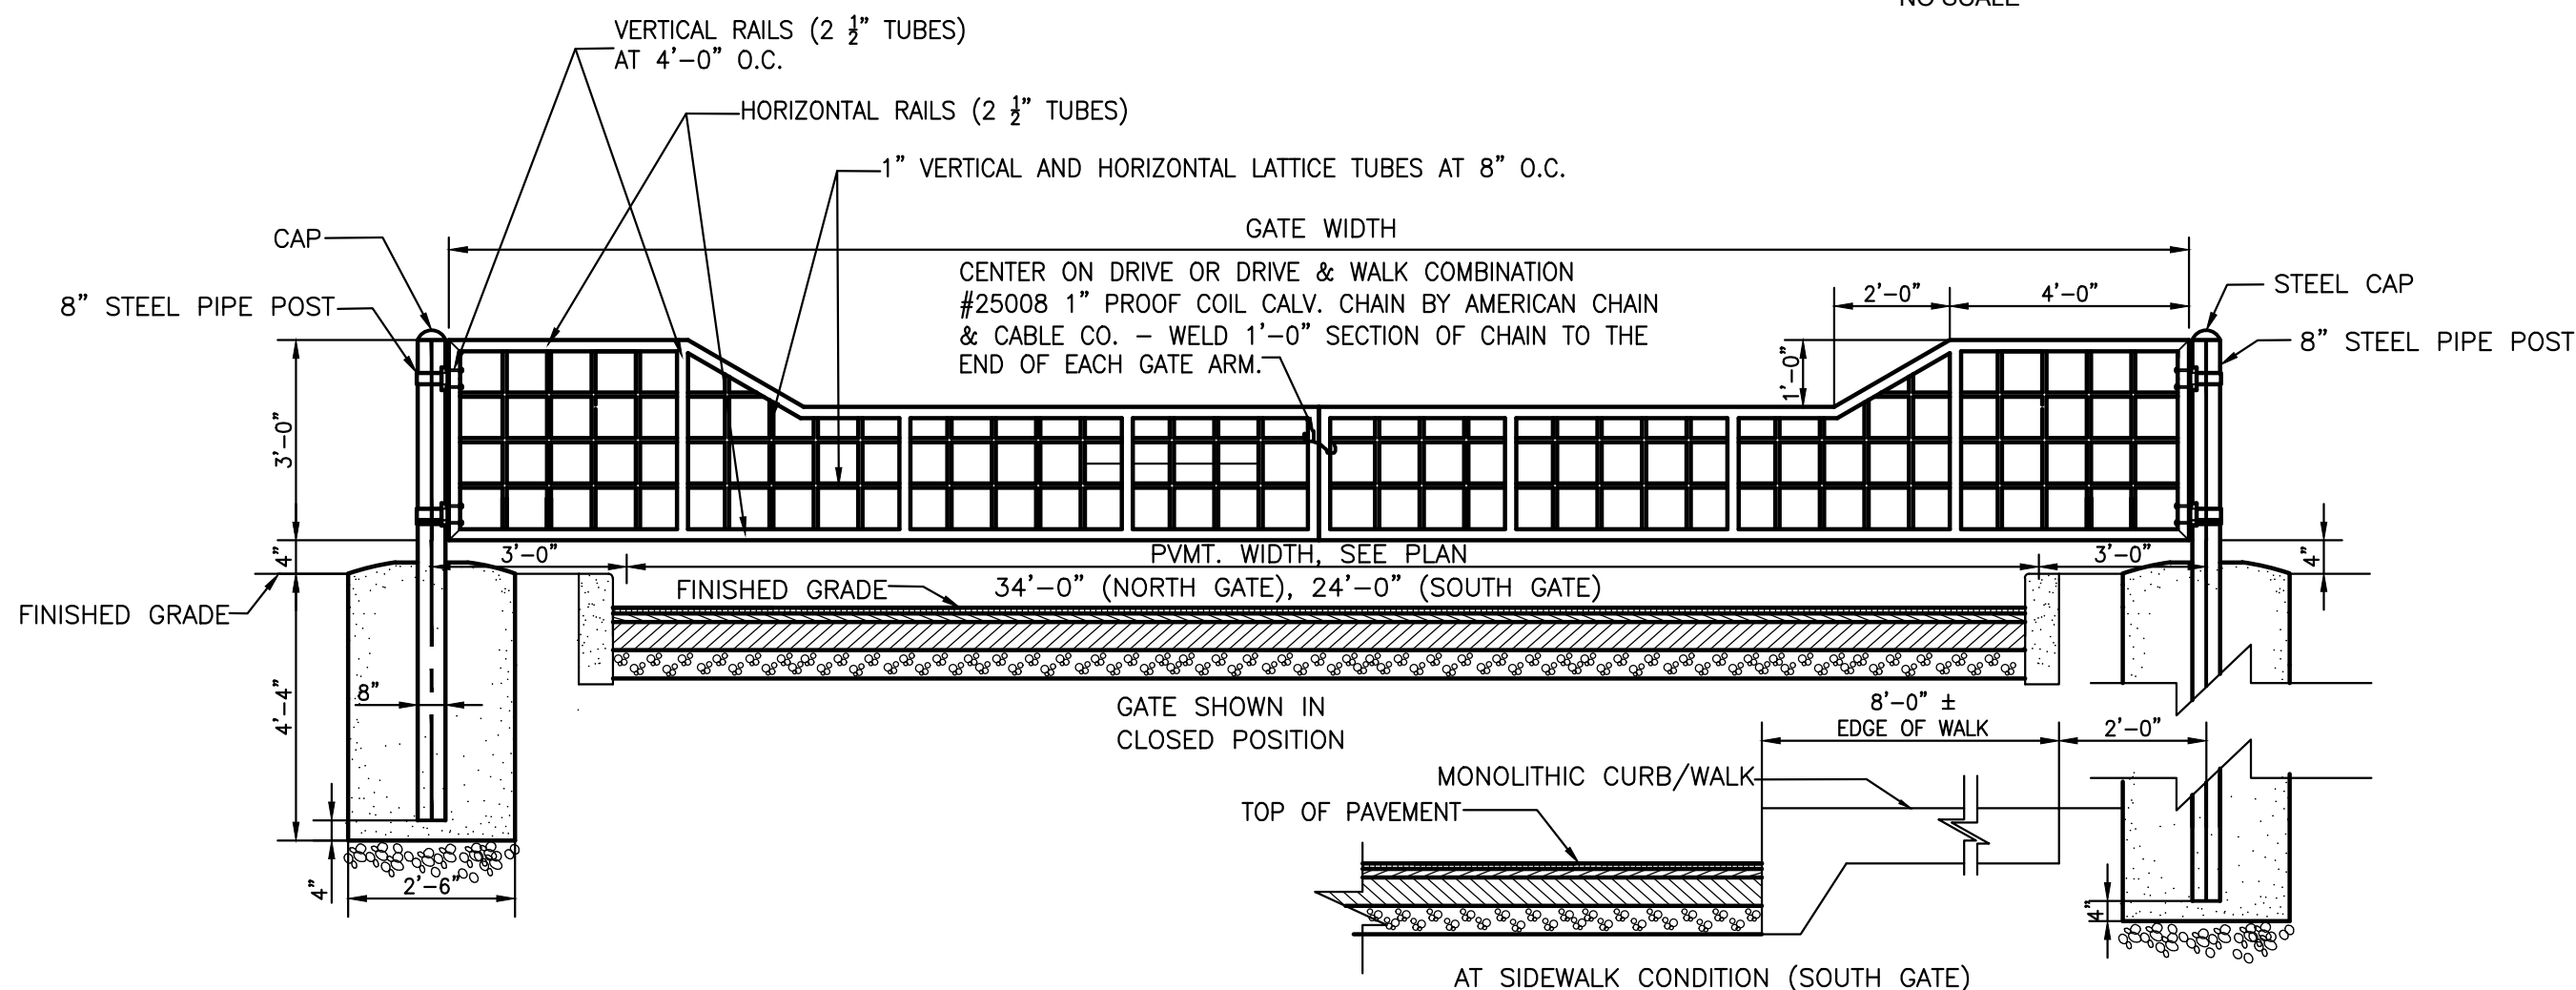 NO SCALE
VERTICAL RAILS (2 ½" TUBES)
AT 4'-0" O.C.
HORIZONTAL RAILS (2 ½" TUBES)
1" VERTICAL AND HORIZONTAL LATTICE TUBES AT 8" O.C.
GATE WIDTH
CAP
8" STEEL PIPE POST
CENTER ON DRIVE OR DRIVE & WALK COMBINATION
#25008 1" PROOF COIL CALV. CHAIN BY AMERICAN CHAIN
& CABLE CO. - WELD 1'-0" SECTION OF CHAIN TO THE
END OF EACH GATE ARM.
2'-0"
4'-0"
STEEL CAP
8" STEEL PIPE POST
1'-0"
3'-0"
4"
3'-0"
PVMT. WIDTH, SEE PLAN
3'-0"
4"
FINISHED GRADE
34'-0" (NORTH GATE), 24'-0" (SOUTH GATE)
FINISHED GRADE
4'-4"
8"
GATE SHOWN IN
CLOSED POSITION
8'-0" ±
EDGE OF WALK
2'-0"
MONOLITHIC CURB/WALK
TOP OF PAVEMENT
4"
2'-6"
4"
AT SIDEWALK CONDITION (SOUTH GATE)